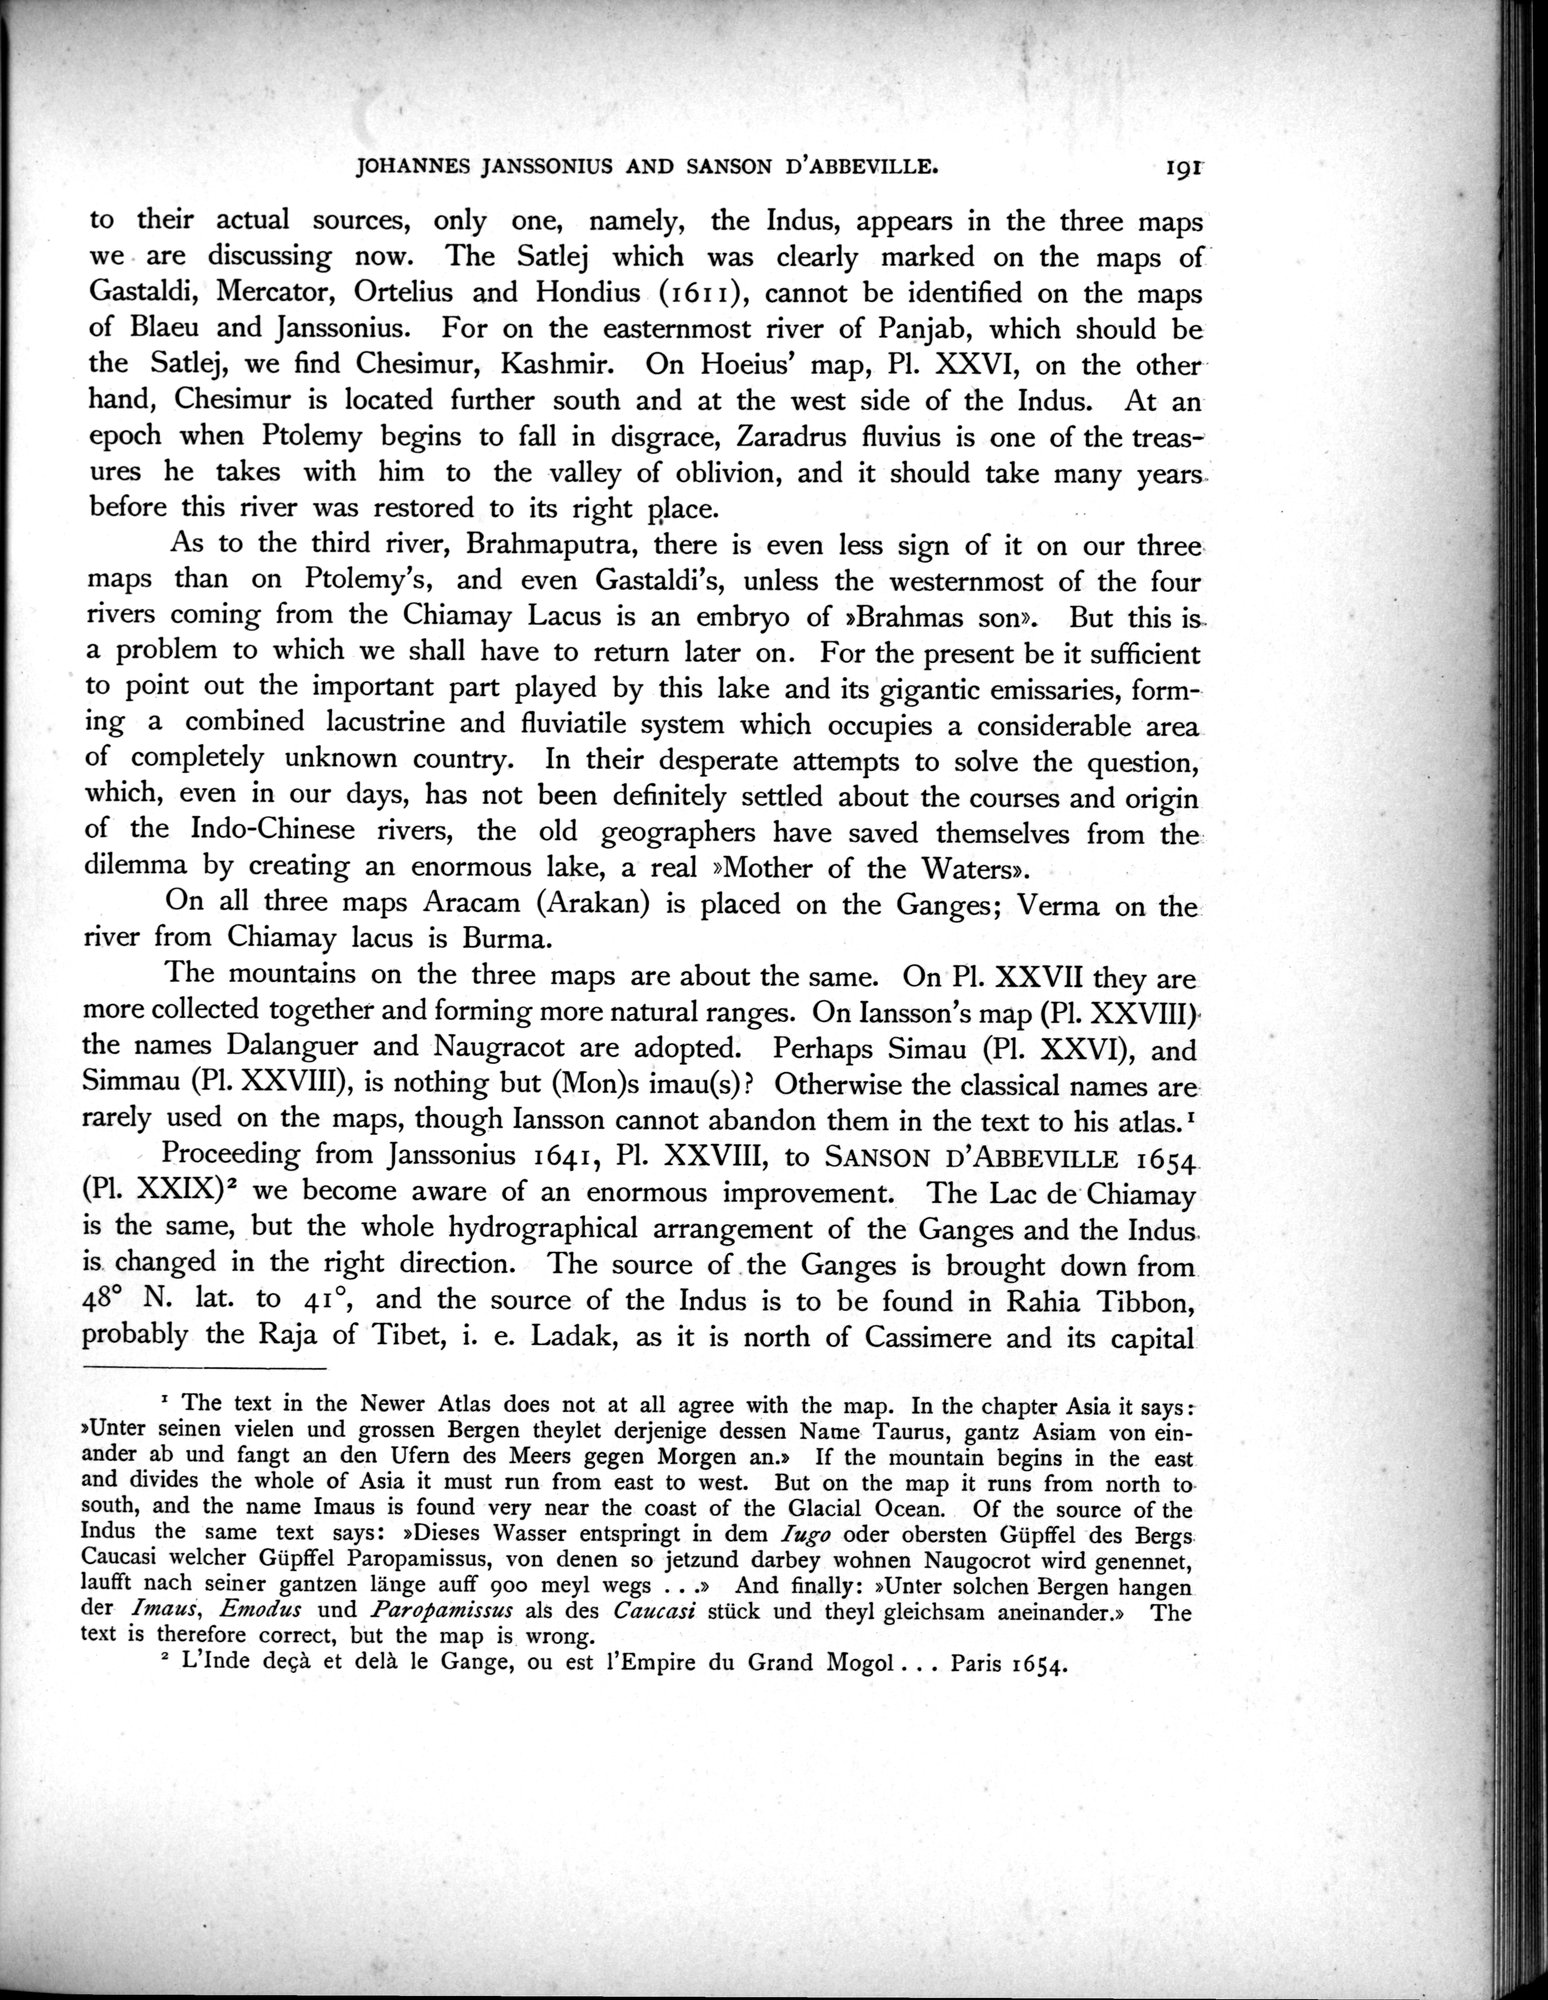 JOHANNES JANSSONIUS AND SANSON D'ABBEVILLE. 191
to their actual sources, only one, namely, the Indus, appears in the three maps
we are discussing now. The Satlej which was clearly marked on the maps of
Gastaldi, Mercator, Ortelius and Hondius (1611), cannot be identified on the maps
of Blaeu and Janssonius. For on the easternmost river of Panjab, which should be
the Satlej, we find Chesimur, Kashmir. On Hoeius' map, Pl. XXVI, on the other
hand, Chesimur is located further south and at the west side of the Indus. At an
epoch when Ptolemy begins to fall in disgrace, Zaradrus fluvius is one of the treas-
ures he takes with him to the valley of oblivion, and it should take many years
before this river was restored to its right place.
As to the third river, Brahmaputra, there is even less sign of it on our three
maps than on Ptolemy's, and even Gastaldi's, unless the westernmost of the four
rivers coming from the Chiamay Lacus is an embryo of »Brahmas son». But this is
a problem to which we shall have to return later on. For the present be it sufficient
to point out the important part played by this lake and its gigantic emissaries, form-
ing a combined lacustrine and fluviatile system which occupies a considerable area
of completely unknown country. In their desperate attempts to solve the question,
which, even in our days, has not been definitely settled about the courses and origin
of the Indo-Chinese rivers, the old geographers have saved themselves from the
dilemma by creating an enormous lake, a real »Mother of the Waters».
On all three maps Aracam (Arakan) is placed on the Ganges; Verma on the
river from Chiamay lacus is Burma.
The mountains on the three maps are about the same. On Pl. XXVII they are
more collected together and forming more natural ranges. On Iansson's map (Pl. XXVIII)
the names Dalanguer and Naugracot are adopted. Perhaps Simau (Pl. XXVI), and
Simmau (Pl. XXVIII), is nothing but (Mon)s imau(s)? Otherwise the classical names are
rarely used on the maps, though Iansson cannot abandon them in the text to his atlas.¹
Proceeding from Janssonius 1641, Pl. XXVIII, to SANSON D'ABBEVILLE 1654
(Pl. XXIX)² we become aware of an enormous improvement. The Lac de Chiamay
is the same, but the whole hydrographical arrangement of the Ganges and the Indus
is changed in the right direction. The source of the Ganges is brought down from
48° N. lat. to 41°, and the source of the Indus is to be found in Rahia Tibbon,
probably the Raja of Tibet, i. e. Ladak, as it is north of Cassimere and its capital
¹ The text in the Newer Atlas does not at all agree with the map. In the chapter Asia it says:
»Unter seinen vielen und grossen Bergen theylet derjenige dessen Name Taurus, gantz Asiam von ein-
ander ab und fangt an den Ufern des Meers gegen Morgen an.» If the mountain begins in the east
and divides the whole of Asia it must run from east to west. But on the map it runs from north to
south, and the name Imaus is found very near the coast of the Glacial Ocean. Of the source of the
Indus the same text says: »Dieses Wasser entspringt in dem Iugo oder obersten Güpffel des Bergs
Caucasi welcher Güpffel Paropamissus, von denen so jetzund darbey wohnen Naugocrot wird genennet,
laufft nach seiner gantzen länge auff 900 meyl wegs . . .» And finally: »Unter solchen Bergen hangen
der Imaus, Emodus und Paropamissus als des Caucasi stück und theyl gleichsam aneinander.» The
text is therefore correct, but the map is wrong.
² L'Inde deçà et delà le Gange, ou est l'Empire du Grand Mogol . . . Paris 1654.